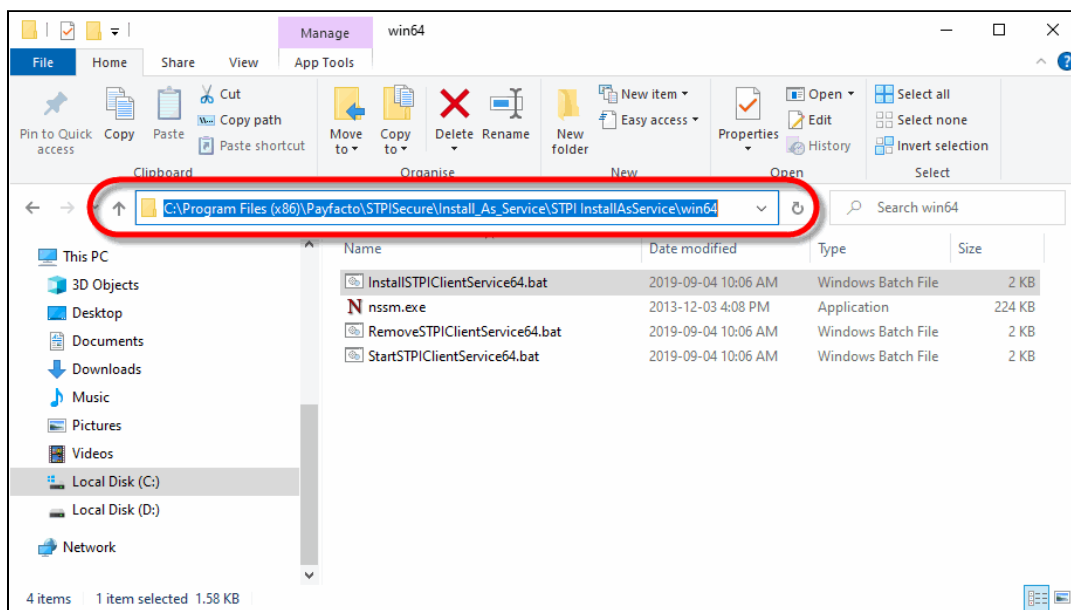 Manage win64
File Home Share View App Tools
Pin to Quick access
Copy
Paste
Cut
Copy path
Paste shortcut
Clipboard
Move to
Copy to
Delete
Rename
Organise
New folder
New item
Easy access
New
Properties
Open
Edit
History
Open
Select all
Select none
Invert selection
Select
C:\Program Files (x86)\Payfacto\STPISecure\Install_As_Service\STPI InstallAsService\win64
Search win64
This PC
3D Objects
Desktop
Documents
Downloads
Music
Pictures
Videos
Local Disk (C:)
Local Disk (D:)
Network
Name Date modified Type Size
InstallSTPIClientService64.bat 2019-09-04 10:06 AM Windows Batch File 2 KB
nssm.exe 2013-12-03 4:08 PM Application 224 KB
RemoveSTPIClientService64.bat 2019-09-04 10:06 AM Windows Batch File 2 KB
StartSTPIClientService64.bat 2019-09-04 10:06 AM Windows Batch File 2 KB
4 items 1 item selected 1.58 KB